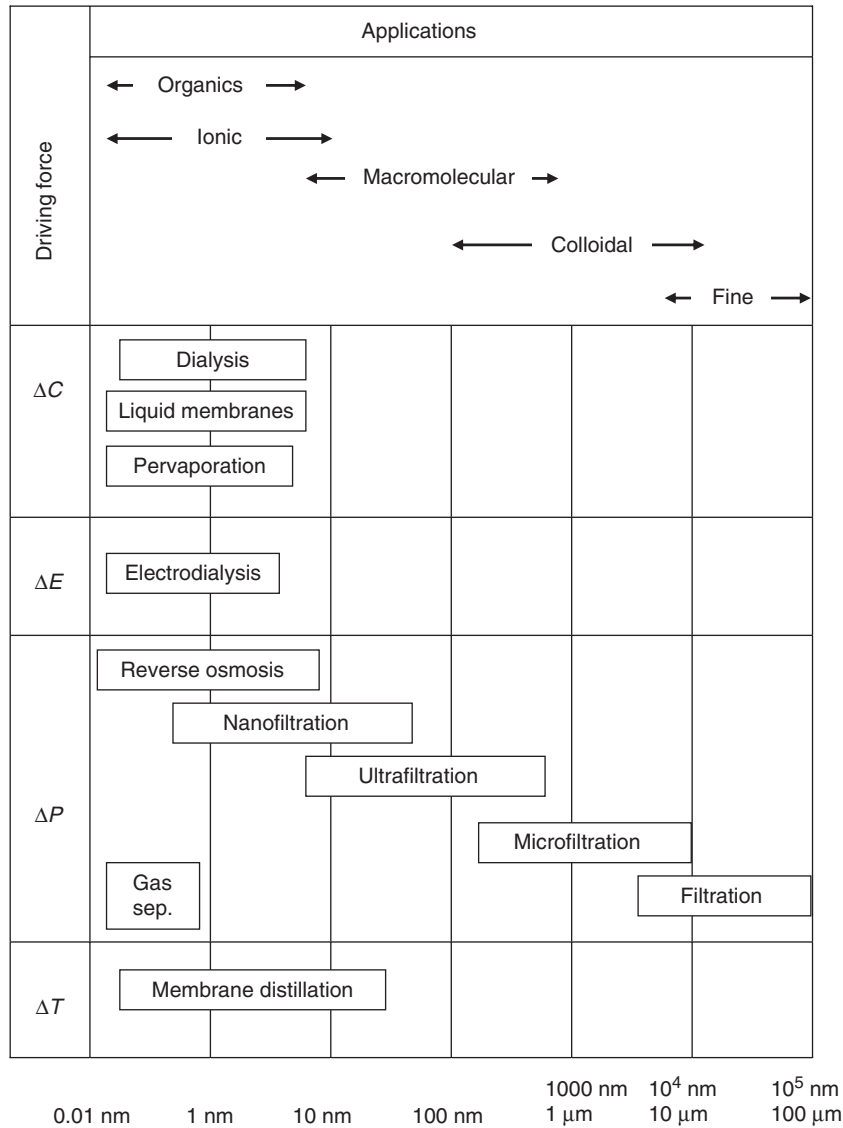 Applications
Driving force
Organics
Ionic
Macromolecular
Colloidal
Fine
ΔC
Dialysis
Liquid membranes
Pervaporation
ΔE
Electrodialysis
ΔP
Reverse osmosis
Nanofiltration
Ultrafiltration
Microfiltration
Gas
sep.
Filtration
ΔT
Membrane distillation
1000 nm 10⁴ nm 10⁵ nm
0.01 nm 1 nm 10 nm 100 nm 1 μm 10 μm 100 μm